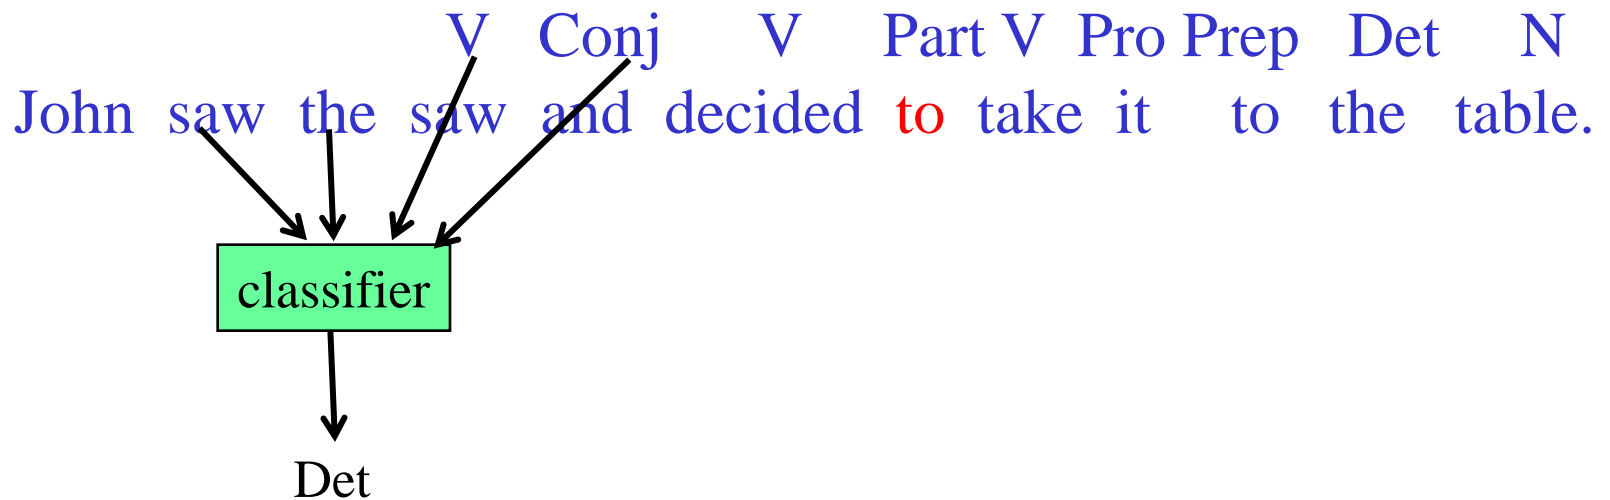 V Conj V Part V Pro Prep Det N
John saw the saw and decided to take it to the table.
classifier
Det